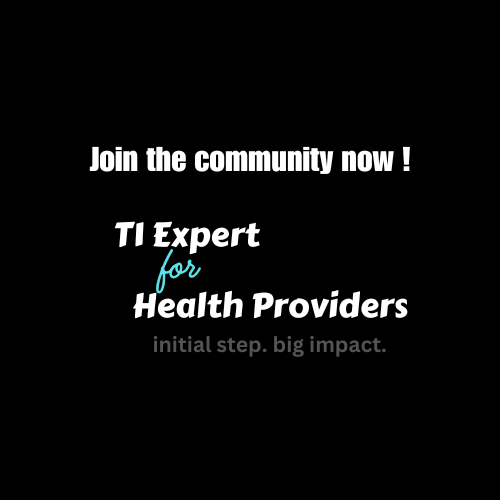 Join the community now !
TI Expert
for
Health Providers
initial step. big impact.